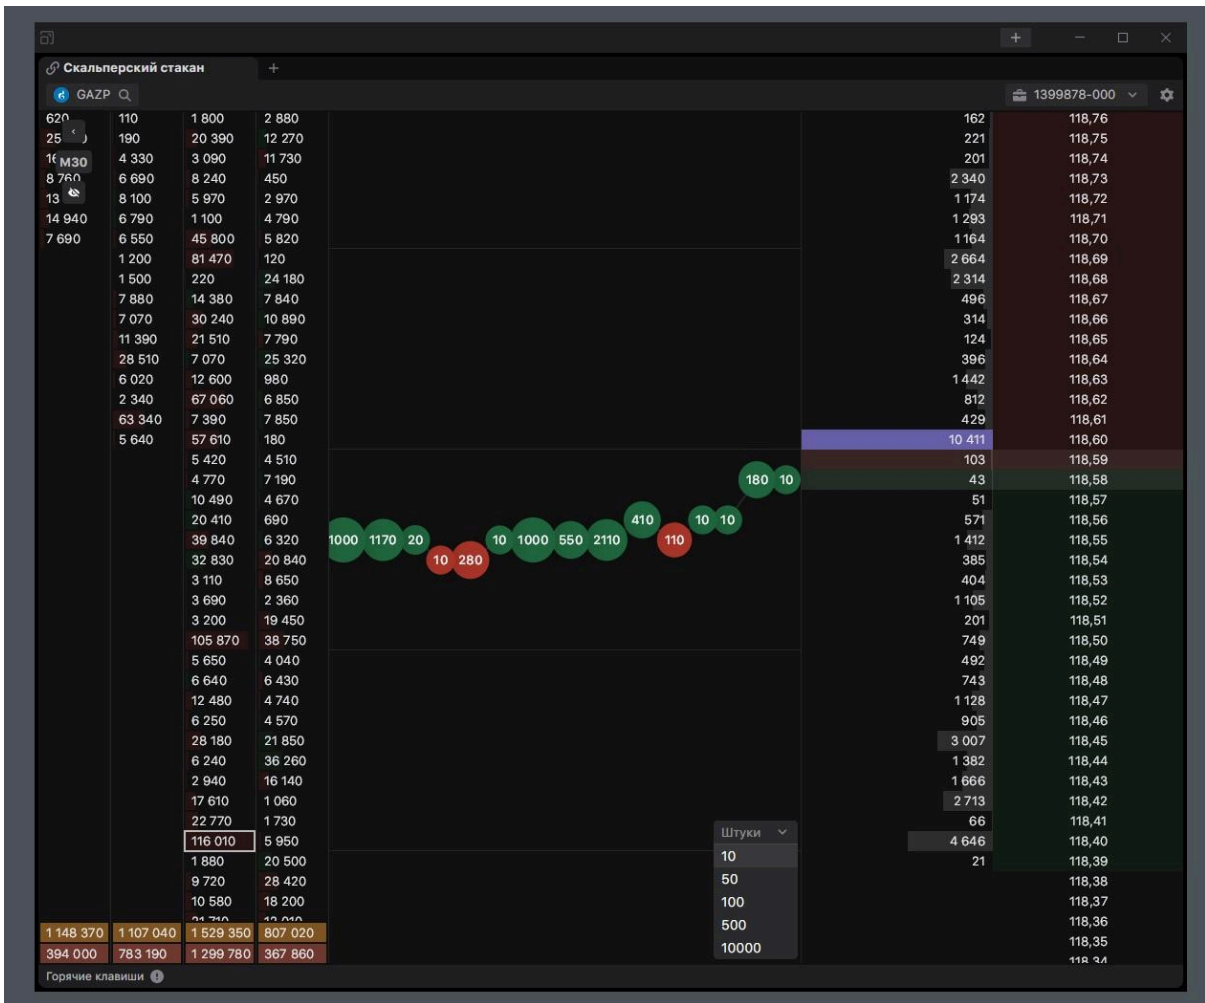 Скальперский стакан
GAZP 1399878-000
620 110 1 800 2 880 162 118,76
190 20 390 12 270 221 118,75
4 330 3 090 11 730 201 118,74
M30
8 760 6 690 8 240 450 2 340 118,73
8 100 5 970 2 970 1 174 118,72
14 940 6 790 1 100 4 790 1 293 118,71
7 690 6 550 45 800 5 820 1 164 118,70
1 200 81 470 120 2 664 118,69
1 500 220 24 180 2 314 118,68
7 880 14 380 7 840 496 118,67
7 070 30 240 10 890 314 118,66
11 390 21 510 7 790 124 118,65
28 510 7 070 25 320 396 118,64
6 020 12 600 980 1 442 118,63
2 340 67 060 6 850 812 118,62
63 340 7 390 7 850 429 118,61
5 640 57 610 180 10 411 118,60
5 420 4 510 103 118,59
4 770 7 190 180 10 43 118,58
10 490 4 670 51 118,57
20 410 690 410 10 10 571 118,56
39 840 6 320 1000 1170 20 10 1000 550 2110 110 1 412 118,55
32 830 20 840 10 280 385 118,54
3 110 8 650 404 118,53
3 690 2 360 1 105 118,52
3 200 19 450 201 118,51
105 870 38 750 749 118,50
5 650 4 040 492 118,49
6 640 6 430 743 118,48
12 480 4 740 1 128 118,47
6 250 4 570 905 118,46
28 180 21 850 3 007 118,45
6 240 36 260 1 382 118,44
2 940 16 140 1 666 118,43
17 610 1 060 2 713 118,42
22 770 1 730 66 118,41
Штуки
116 010 5 950 4 646 118,40
1 880 20 500 10 21 118,39
9 720 28 420 50 118,38
10 580 18 200 100 118,37
500 118,36
1 148 370 1 107 040 1 529 350 807 020 118,35
394 000 783 190 1 299 780 367 860 10000 118,34
Горячие клавиши